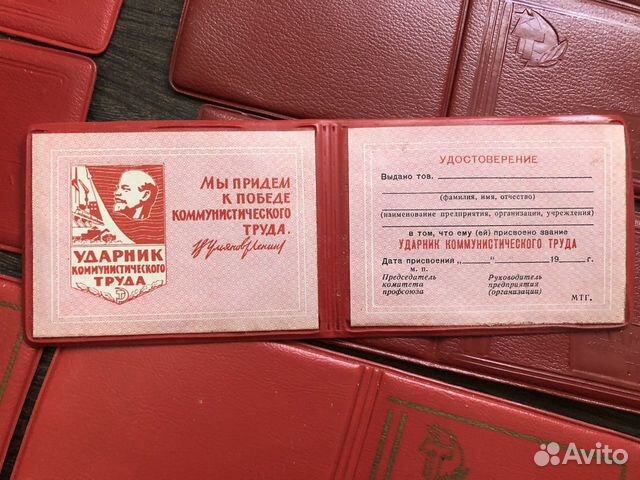 УДАРНИК
КОММУНИСТИЧЕСКОГО
ТРУДА
МЫ ПРИДЕМ
К ПОБЕДЕ
КОММУНИСТИЧЕСКОГО
ТРУДА.
В Ульянов (Ленин)
УДОСТОВЕРЕНИЕ
Выдано тов.
(фамилия, имя, отчество)
(наименование предприятия, организации, учреждения)
в том, что ему (ей) присвоено звание
УДАРНИК КОММУНИСТИЧЕСКОГО ТРУДА
Дата присвоения „____“____________19___г.
м. п.
Председатель Руководитель
комитета предприятия
профсоюза (организации)
МТГ.
Avito